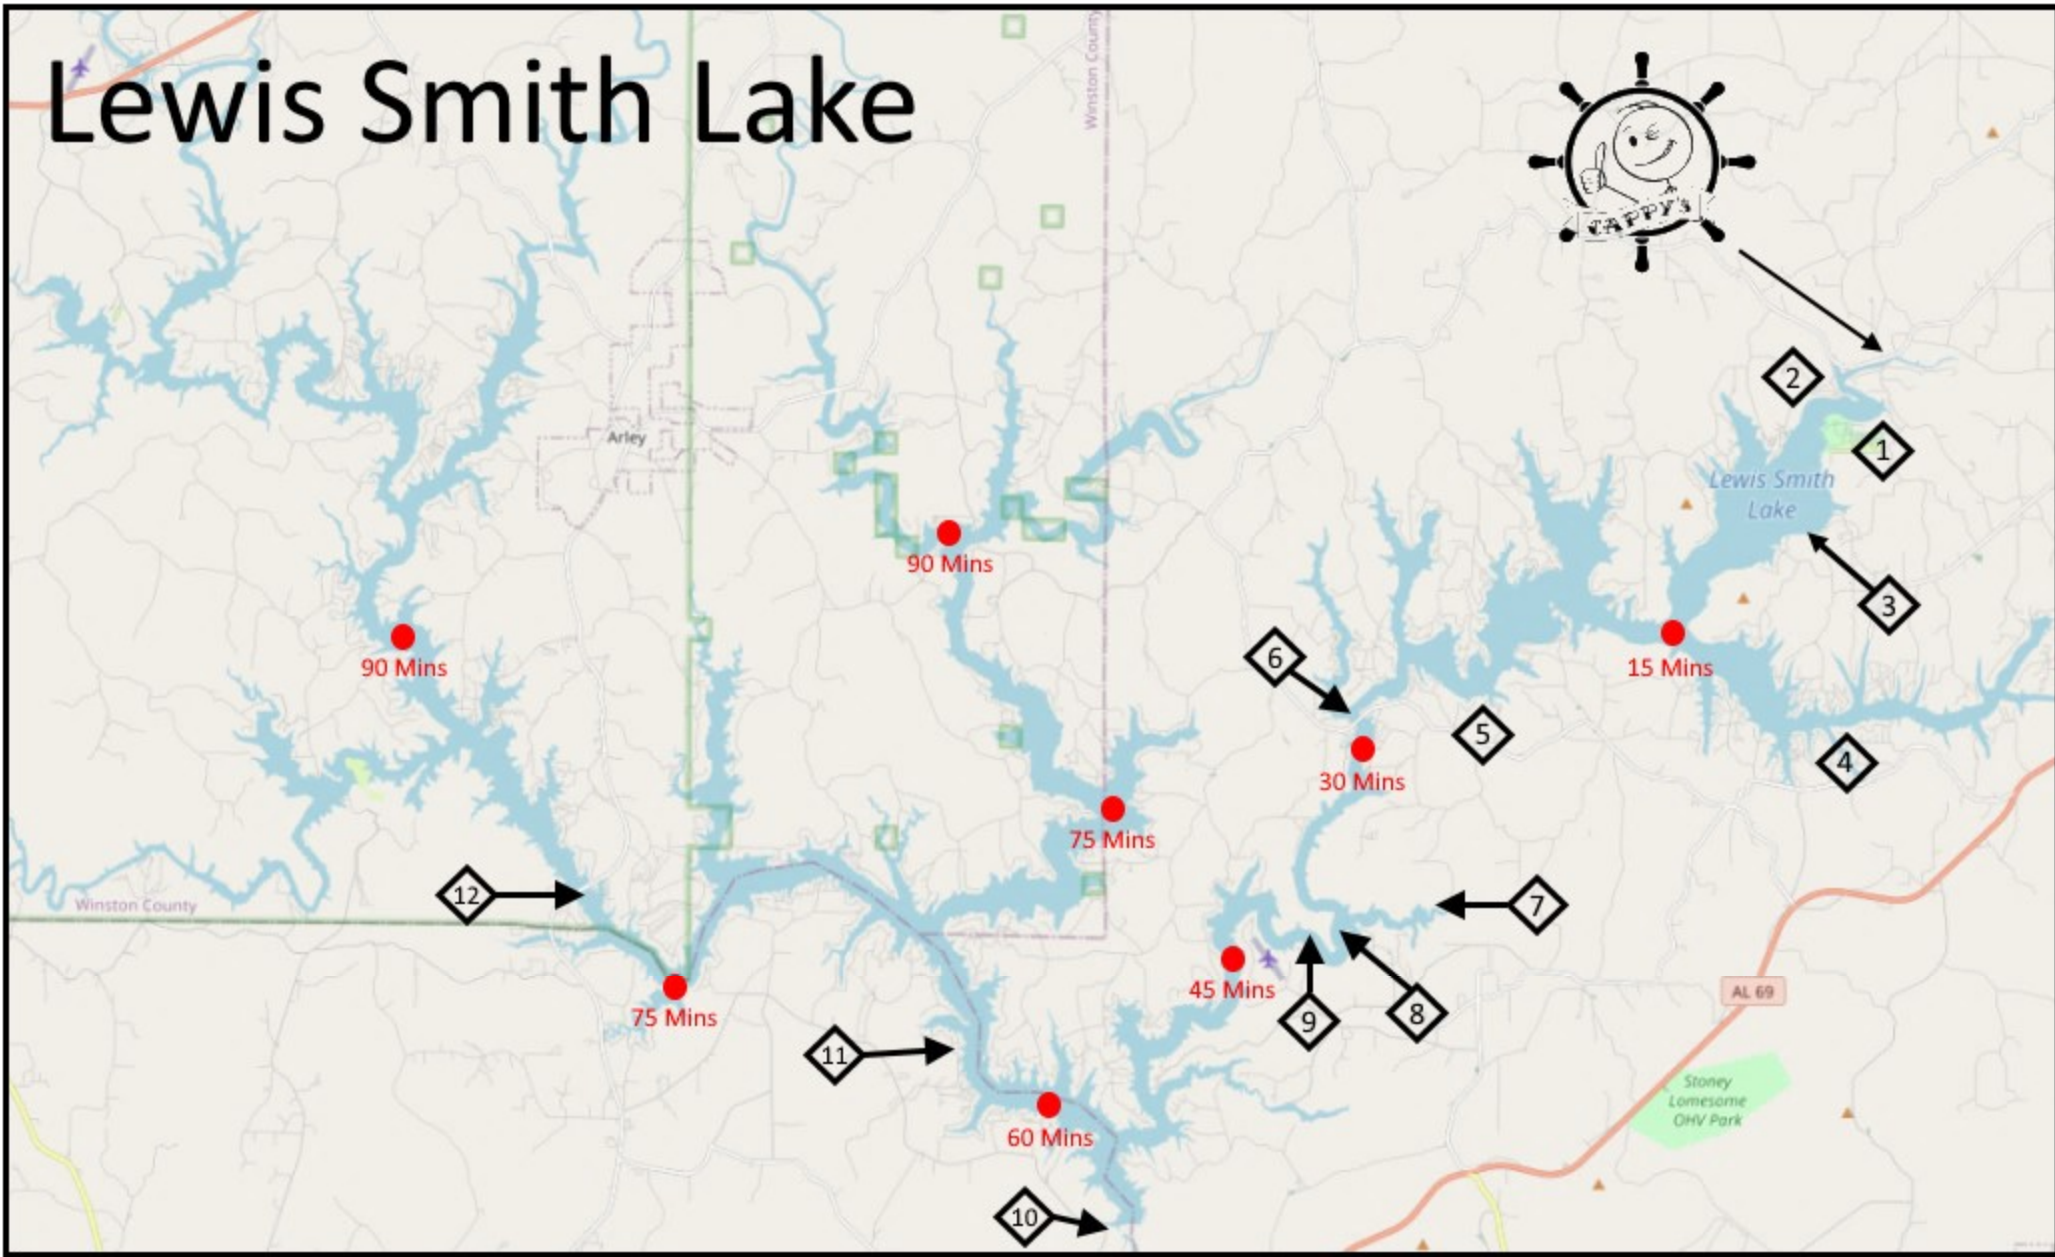 Lewis Smith Lake
Winston County
TAPPY's
2
Arley
1
Lewis Smith
Lake
90 Mins
3
90 Mins
6
15 Mins
5
4
30 Mins
75 Mins
12
7
Winston County
45 Mins
AL 69
75 Mins
9
8
11
Stoney
Lonesome
OHV Park
60 Mins
10